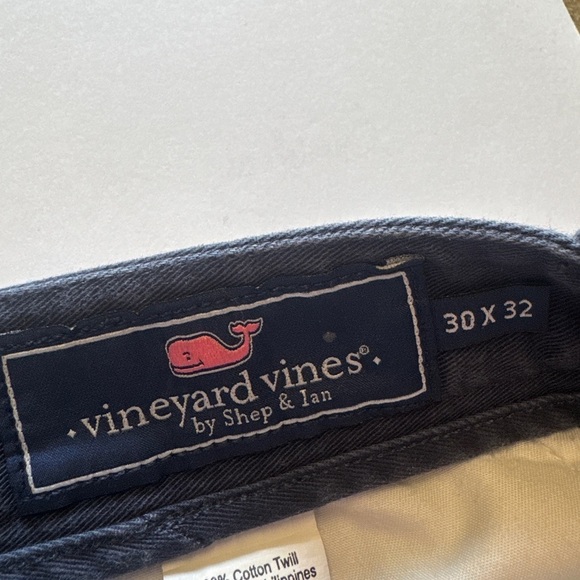 · vineyard vines® ·
by Shep & Ian
30 X 32
% Cotton Twill